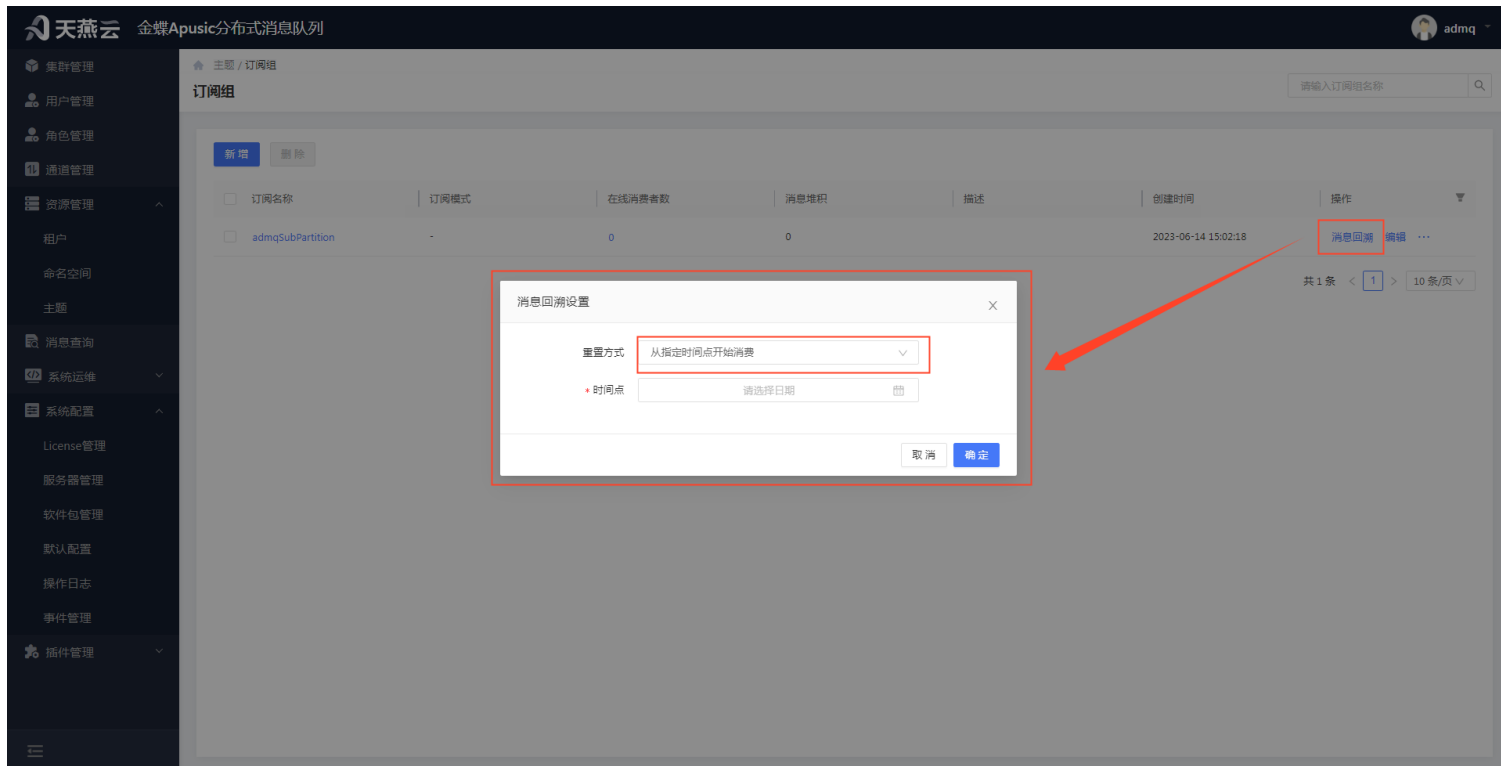 天燕云 金蝶Apusic分布式消息队列
admq
集群管理
用户管理
角色管理
通道管理
资源管理
租户
命名空间
主题
消息查询
系统运维
系统配置
License管理
服务器管理
软件包管理
默认配置
操作日志
事件管理
插件管理
主题 / 订阅组
订阅组
请输入订阅组名称
新增 删除
订阅名称 订阅模式 在线消费者数 消息堆积 描述 创建时间 操作
admqSubPartition - 0 0 2023-06-14 15:02:18 消息回溯 编辑 ···
共1条 < 1 > 10 条/页
消息回溯设置
重置方式 从指定时间点开始消费
* 时间点 请选择日期
取消 确定